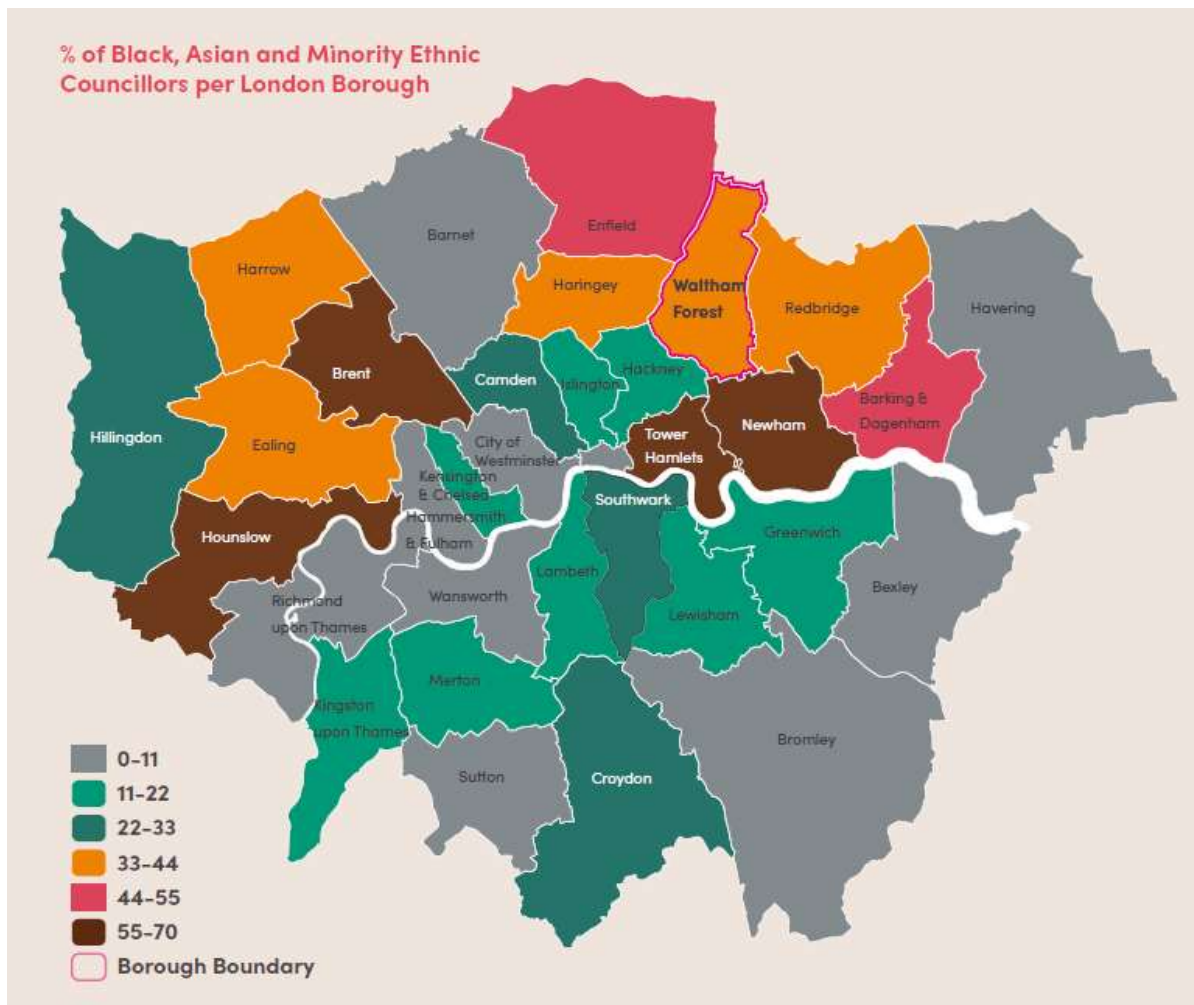 % of Black, Asian and Minority Ethnic
Councillors per London Borough
Enfield
Barnet
Harrow
Haringey
Waltham
Forest
Redbridge
Havering
Brent
Camden
Islington
Hackney
Barking &
Dagenham
Hillingdon
Ealing
City of
Westminster
Tower
Hamlets
Newham
Kensington
& Chelsea
Hammersmith
& Fulham
Southwark
Hounslow
Greenwich
Lambeth
Bexley
Richmond
upon Thames
Wansworth
Lewisham
Merton
Kingston
upon Thames
Bromley
Sutton
Croydon
0-11
11-22
22-33
33-44
44-55
55-70
Borough Boundary